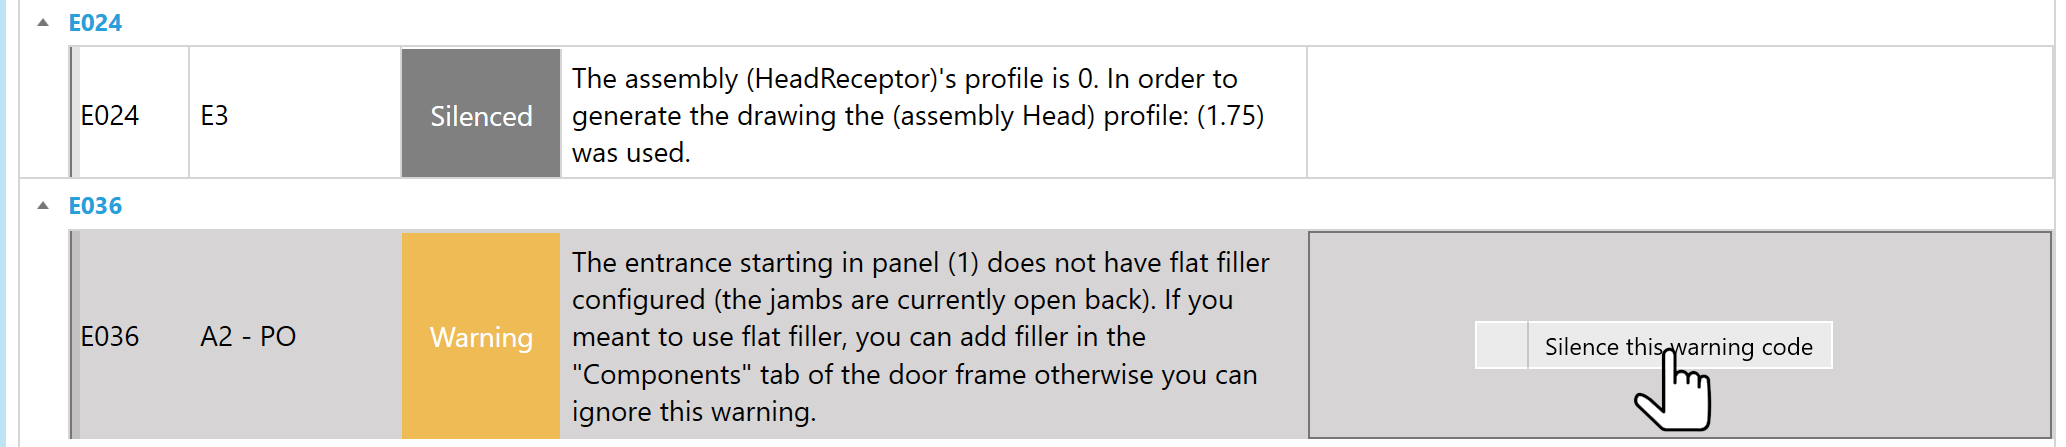 E024
E024
E3
Silenced
The assembly (HeadReceptor)'s profile is 0. In order to
generate the drawing the (assembly Head) profile: (1.75)
was used.
E036
E036
A2 - PO
Warning
The entrance starting in panel (1) does not have flat filler
configured (the jambs are currently open back). If you
meant to use flat filler, you can add filler in the
"Components" tab of the door frame otherwise you can
ignore this warning.
Silence this warning code